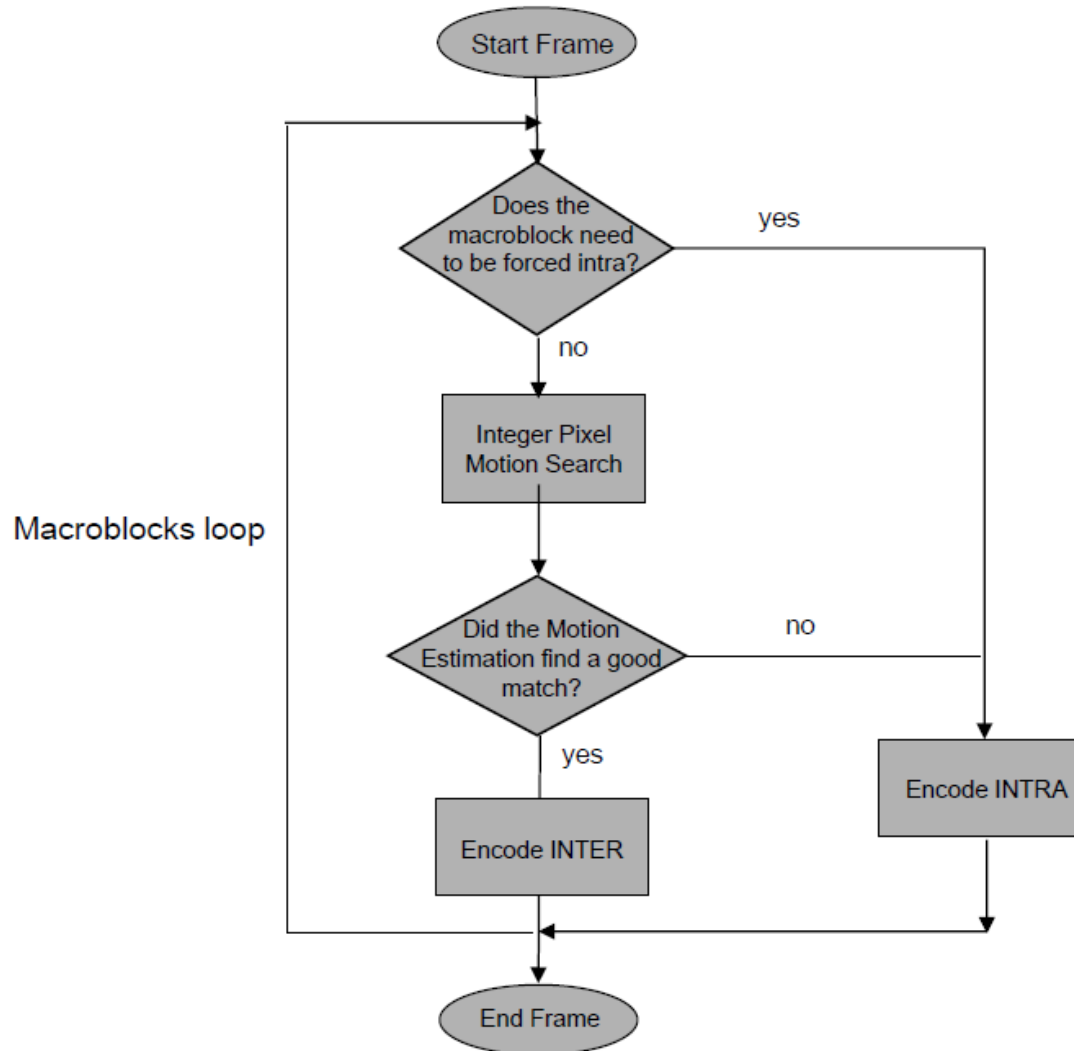 Start Frame
Does the
macroblock need
to be forced intra?
yes
no
Integer Pixel
Motion Search
Macroblocks loop
Did the Motion
Estimation find a good
match?
no
yes
Encode INTRA
Encode INTER
End Frame